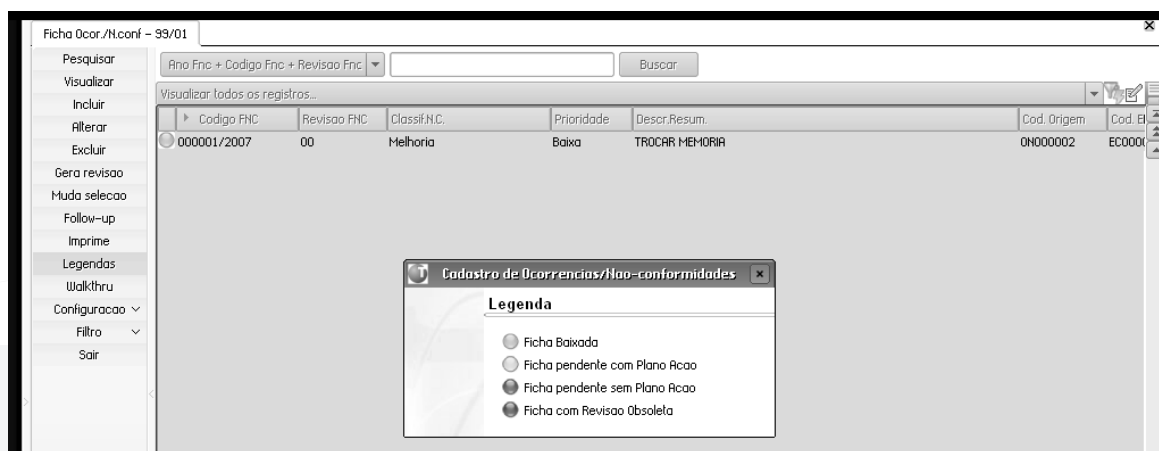 Ficha Ocor./N.conf - 99/01
Pesquisar
Visualizar
Incluir
Alterar
Excluir
Gera revisao
Muda selecao
Follow-up
Imprime
Legendas
Walkthru
Configuracao
Filtro
Sair
Ano Fnc + Codigo Fnc + Revisao Fnc
Buscar
Visualizar todos os registros...
Codigo FNC Revisao FNC Classif.N.C. Prioridade Descr.Resum. Cod. Origem Cod.
000001/2007 00 Melhoria Baixa TROCAR MEMORIA ON000002
Cadastro de Ocorrencias/Nao-conformidades
Legenda
Ficha Baixada
Ficha pendente com Plano Acao
Ficha pendente sem Plano Acao
Ficha com Revisao Obsoleta